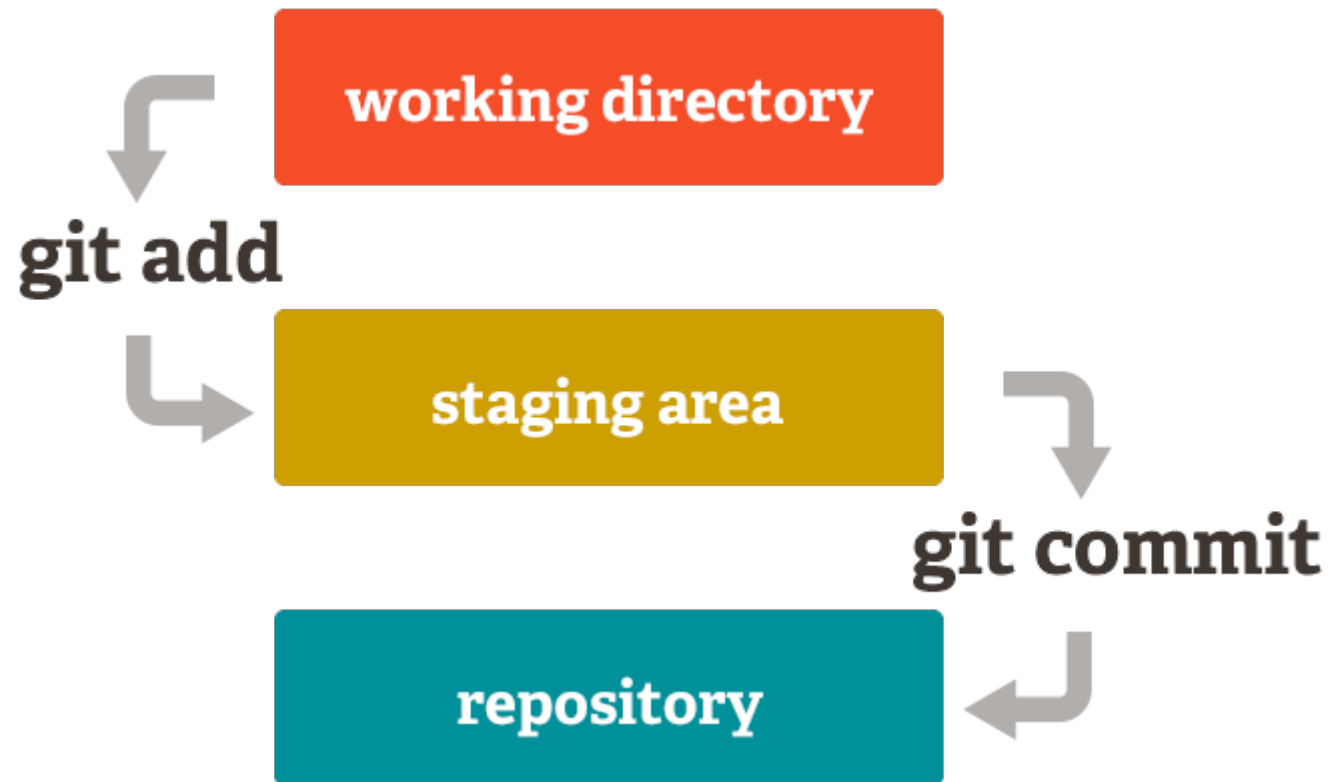 working directory
git add
staging area
git commit
repository